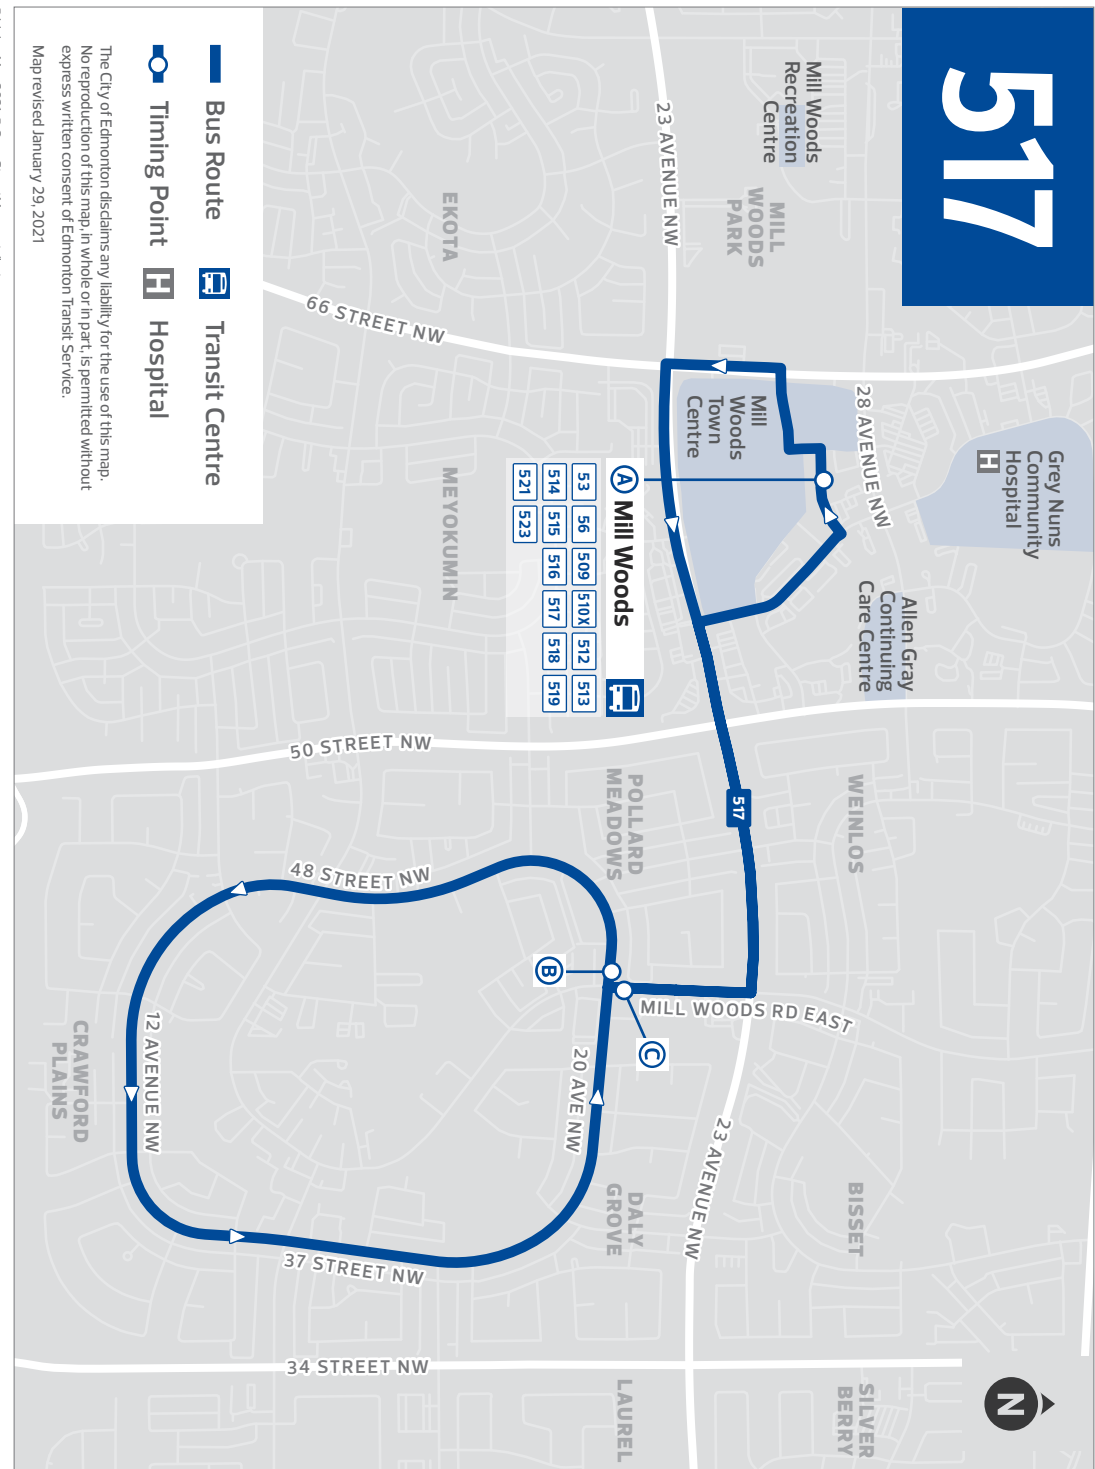 517
Mill Woods
Recreation
Centre
23 AVENUE NW
MILL
WOODS
PARK
EKOTA
66 STREET NW
28 AVENUE NW
Grey Nuns
Community
Hospital
H
Mill
Woods
Town
Centre
Allen Gray
Continuing
Care Centre
A Mill Woods
53 56 509 510X 512 513
514 515 516 517 518 519
521 523
MEYOKUMIN
50 STREET NW
517
WEINLOS
POLLARD
MEADOWS
48 STREET NW
B
C
MILL WOODS RD EAST
20 AVE NW
12 AVENUE NW
CRAWFORD
PLAINS
37 STREET NW
DALY
GROVE
23 AVENUE NW
BISSET
34 STREET NW
LAUREL
SILVER
BERRY
N
Bus Route
Transit Centre
Timing Point
H Hospital
The City of Edmonton disclaims any liability for the use of this map.
No reproduction of this map, in whole or in part, is permitted without
express written consent of Edmonton Transit Service.
Map revised January 29, 2021